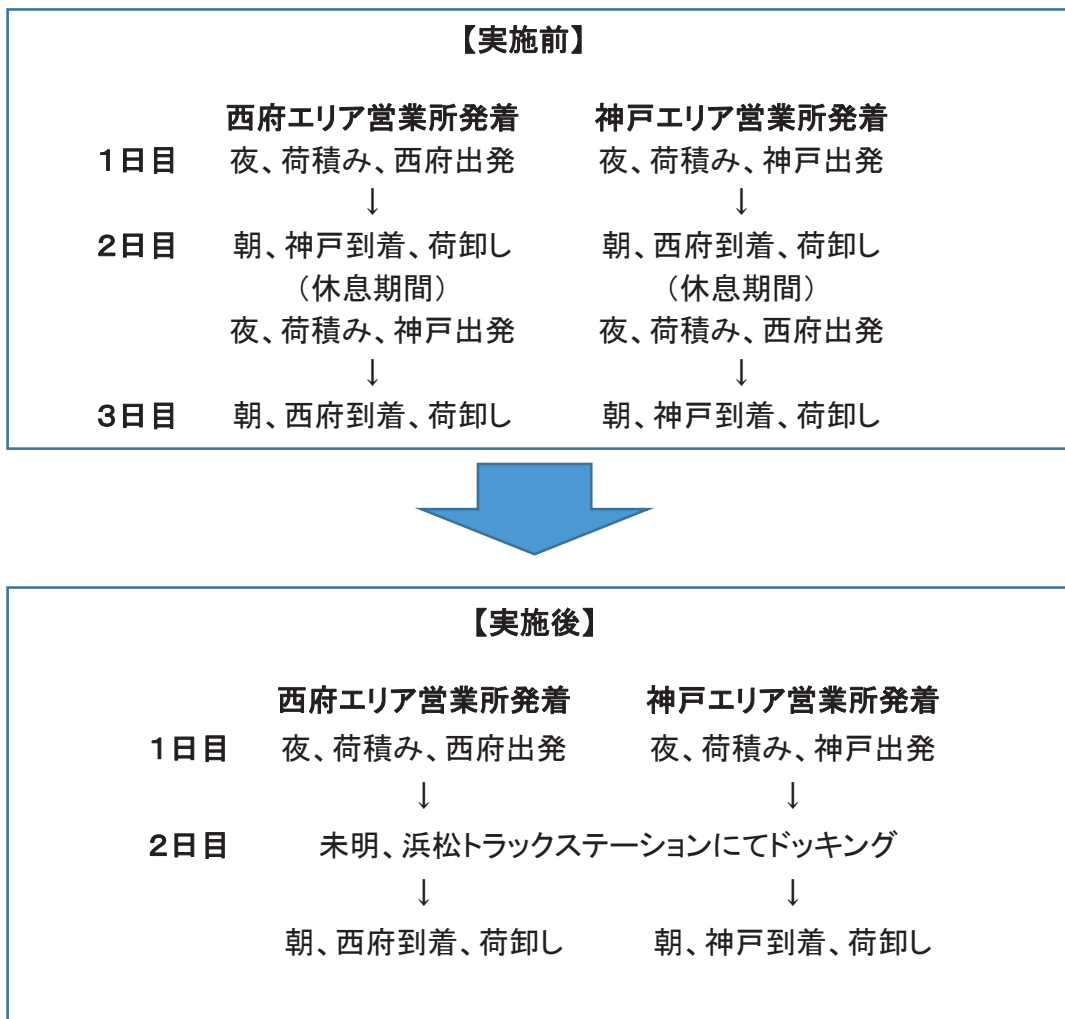 【実施前】
西府エリア営業所発着 神戸エリア営業所発着
1日目 夜、荷積み、西府出発 夜、荷積み、神戸出発
↓ ↓
2日目 朝、神戸到着、荷卸し 朝、西府到着、荷卸し
（休息期間） （休息期間）
夜、荷積み、神戸出発 夜、荷積み、西府出発
↓ ↓
3日目 朝、西府到着、荷卸し 朝、神戸到着、荷卸し
【実施後】
西府エリア営業所発着 神戸エリア営業所発着
1日目 夜、荷積み、西府出発 夜、荷積み、神戸出発
↓ ↓
2日目 未明、浜松トラックステーションにてドッキング
↓ ↓
朝、西府到着、荷卸し 朝、神戸到着、荷卸し